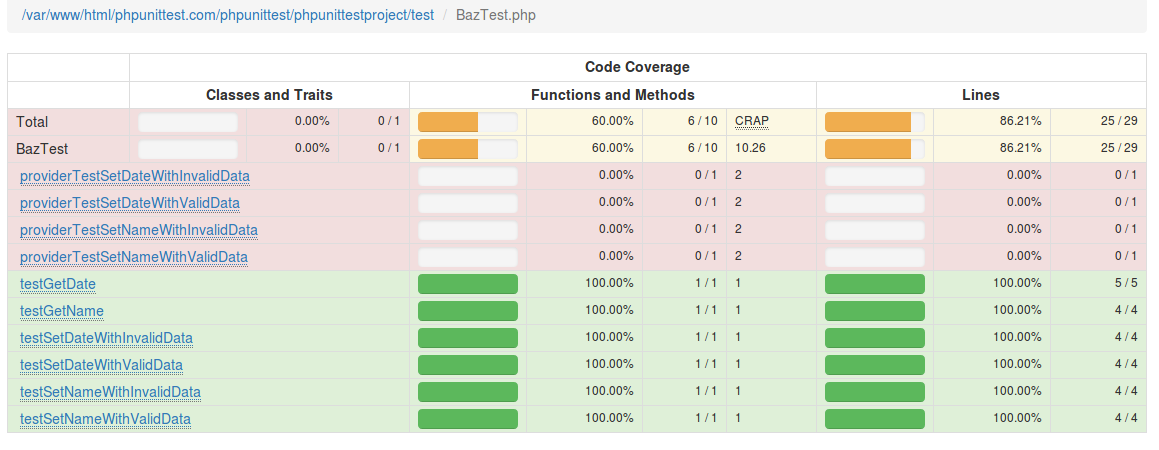 /var/www/html/phpunittest.com/phpunittest/phpunittestproject/test / BazTest.php
Code Coverage
Classes and Traits Functions and Methods Lines
Total 0.00% 0 / 1 60.00% 6 / 10 CRAP 86.21% 25 / 29
BazTest 0.00% 0 / 1 60.00% 6 / 10 10.26 86.21% 25 / 29
providerTestSetDateWithInvalidData 0.00% 0 / 1 2 0.00% 0 / 1
providerTestSetDateWithValidData 0.00% 0 / 1 2 0.00% 0 / 1
providerTestSetNameWithInvalidData 0.00% 0 / 1 2 0.00% 0 / 1
providerTestSetNameWithValidData 0.00% 0 / 1 2 0.00% 0 / 1
testGetDate 100.00% 1 / 1 1 100.00% 5 / 5
testGetName 100.00% 1 / 1 1 100.00% 4 / 4
testSetDateWithInvalidData 100.00% 1 / 1 1 100.00% 4 / 4
testSetDateWithValidData 100.00% 1 / 1 1 100.00% 4 / 4
testSetNameWithInvalidData 100.00% 1 / 1 1 100.00% 4 / 4
testSetNameWithValidData 100.00% 1 / 1 1 100.00% 4 / 4